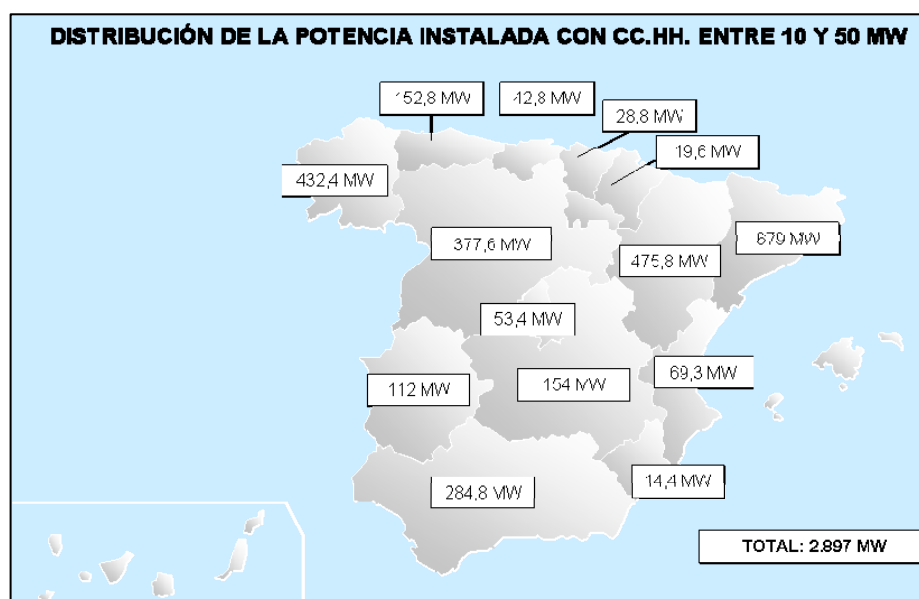 DISTRIBUCIÓN DE LA POTENCIA INSTALADA CON CC.HH. ENTRE 10 Y 50 MW
152,8 MW
42,8 MW
28,8 MW
19,6 MW
432,4 MW
377,6 MW
475,8 MW
679 MW
53,4 MW
112 MW
154 MW
69,3 MW
284,8 MW
14,4 MW
TOTAL: 2.897 MW